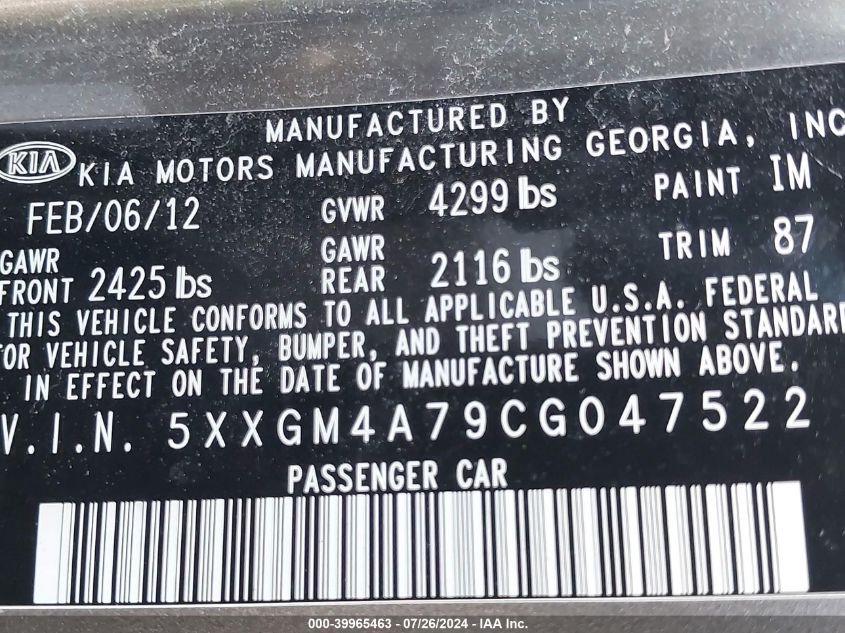 MANUFACTURED BY
KIA KIA MOTORS MANUFACTURING GEORGIA, INC
FEB/06/12 GVWR 4299 lbs PAINT IM
GAWR FRONT 2425 lbs GAWR REAR 2116 lbs TRIM 87
THIS VEHICLE CONFORMS TO ALL APPLICABLE U.S.A. FEDERAL
OR VEHICLE SAFETY, BUMPER, AND THEFT PREVENTION STANDARD
IN EFFECT ON THE DATE OF MANUFACTURE SHOWN ABOVE.
V.I.N. 5XXGM4A79CG047522
PASSENGER CAR
000-39965463 - 07/26/2024 - IAA Inc.